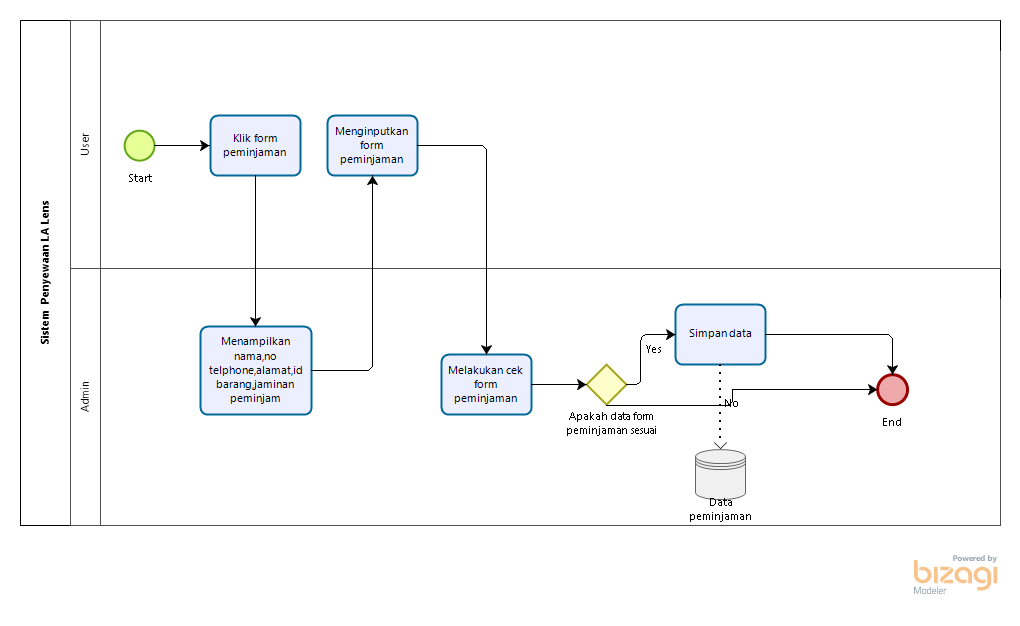 Sistem Penyewaan LA Lens
User
Start
Klik form
peminjaman
Menginputkan
form
peminjaman
Admin
Menampilkan
nama,no
telphone,alamat,id
barang,jaminan
peminjam
Melakukan cek
form
peminjaman
Apakah data form
peminjaman sesuai
Yes
Simpan data
No
End
Data
peminjaman
Powered by
bizagi
Modeler